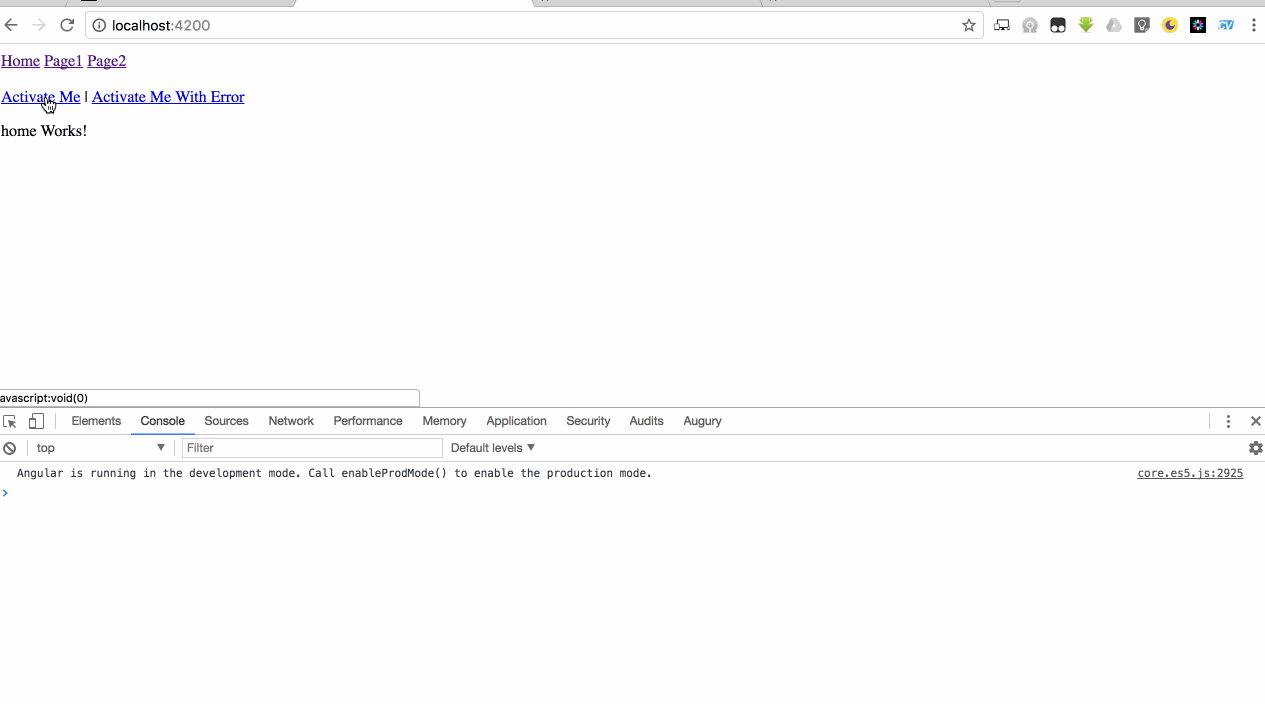 localhost:4200
CV
Home Page1 Page2
Activate Me | Activate Me With Error
home Works!
avascript:void(0)
Elements Console Sources Network Performance Memory Application Security Audits Augury
top ▼ Filter Default levels ▼
Angular is running in the development mode. Call enableProdMode() to enable the production mode. core.es5.js:2925
>